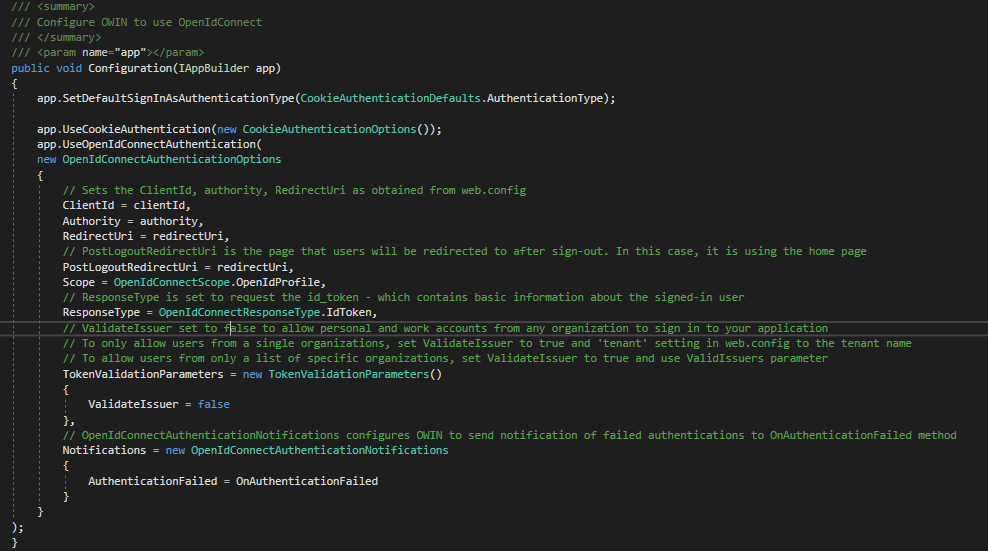 /// <summary>
/// Configure OWIN to use OpenIdConnect
/// </summary>
/// <param name="app"></param>
public void Configuration(IAppBuilder app)
{
app.SetDefaultSignInAsAuthenticationType(CookieAuthenticationDefaults.AuthenticationType);
app.UseCookieAuthentication(new CookieAuthenticationOptions());
app.UseOpenIdConnectAuthentication(
new OpenIdConnectAuthenticationOptions
{
// Sets the ClientId, authority, RedirectUri as obtained from web.config
ClientId = clientId,
Authority = authority,
RedirectUri = redirectUri,
// PostLogoutRedirectUri is the page that users will be redirected to after sign-out. In this case, it is using the home page
PostLogoutRedirectUri = redirectUri,
Scope = OpenIdConnectScope.OpenIdProfile,
// ResponseType is set to request the id_token - which contains basic information about the signed-in user
ResponseType = OpenIdConnectResponseType.IdToken,
// ValidateIssuer set to false to allow personal and work accounts from any organization to sign in to your application
// To only allow users from a single organizations, set ValidateIssuer to true and 'tenant' setting in web.config to the tenant name
// To allow users from only a list of specific organizations, set ValidateIssuer to true and use ValidIssuers parameter
TokenValidationParameters = new TokenValidationParameters()
{
ValidateIssuer = false
},
// OpenIdConnectAuthenticationNotifications configures OWIN to send notification of failed authentications to OnAuthenticationFailed method
Notifications = new OpenIdConnectAuthenticationNotifications
{
AuthenticationFailed = OnAuthenticationFailed
}
}
);
}